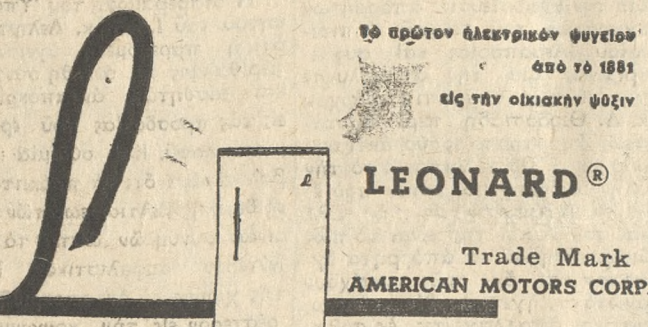 Τὸ πρῶτον ἠλεκτρικὸν ψυγεῖον
ἀπὸ τὸ 1881
εἰς τὴν οἰκιακὴν ψῦξιν
LEONARD®
Trade Mark
AMERICAN MOTORS CORP.